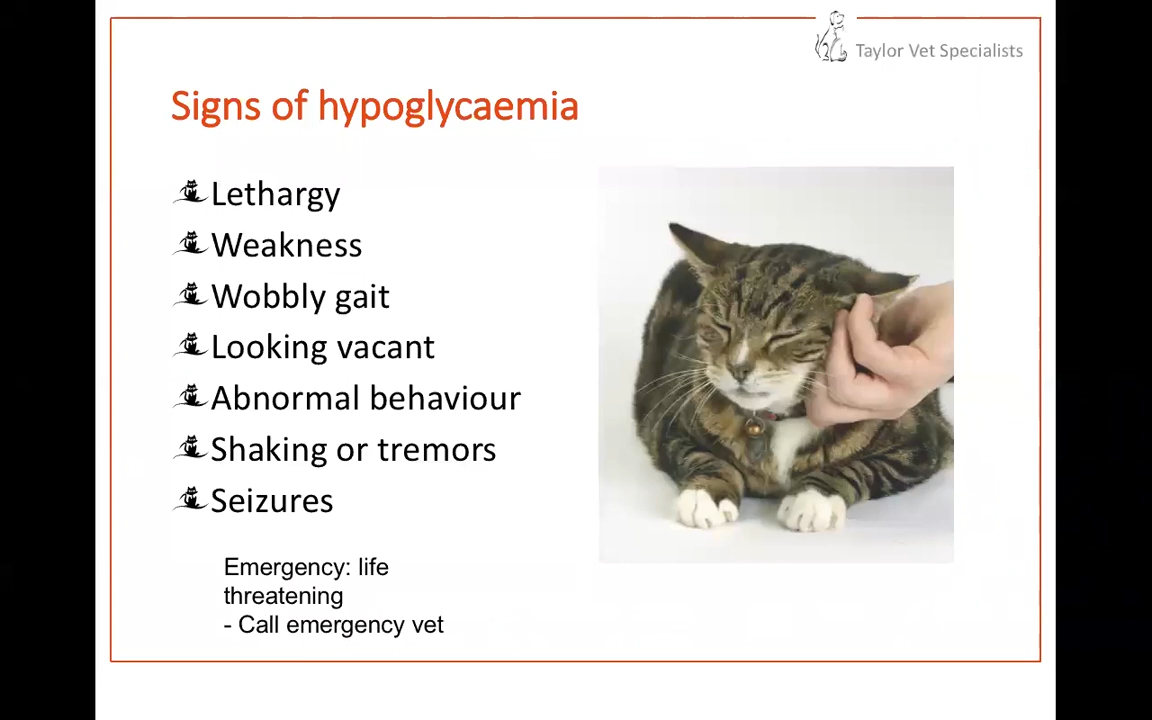 Taylor Vet Specialists
Signs of hypoglycaemia
Lethargy
Weakness
Wobbly gait
Looking vacant
Abnormal behaviour
Shaking or tremors
Seizures
Emergency: life
threatening
- Call emergency vet